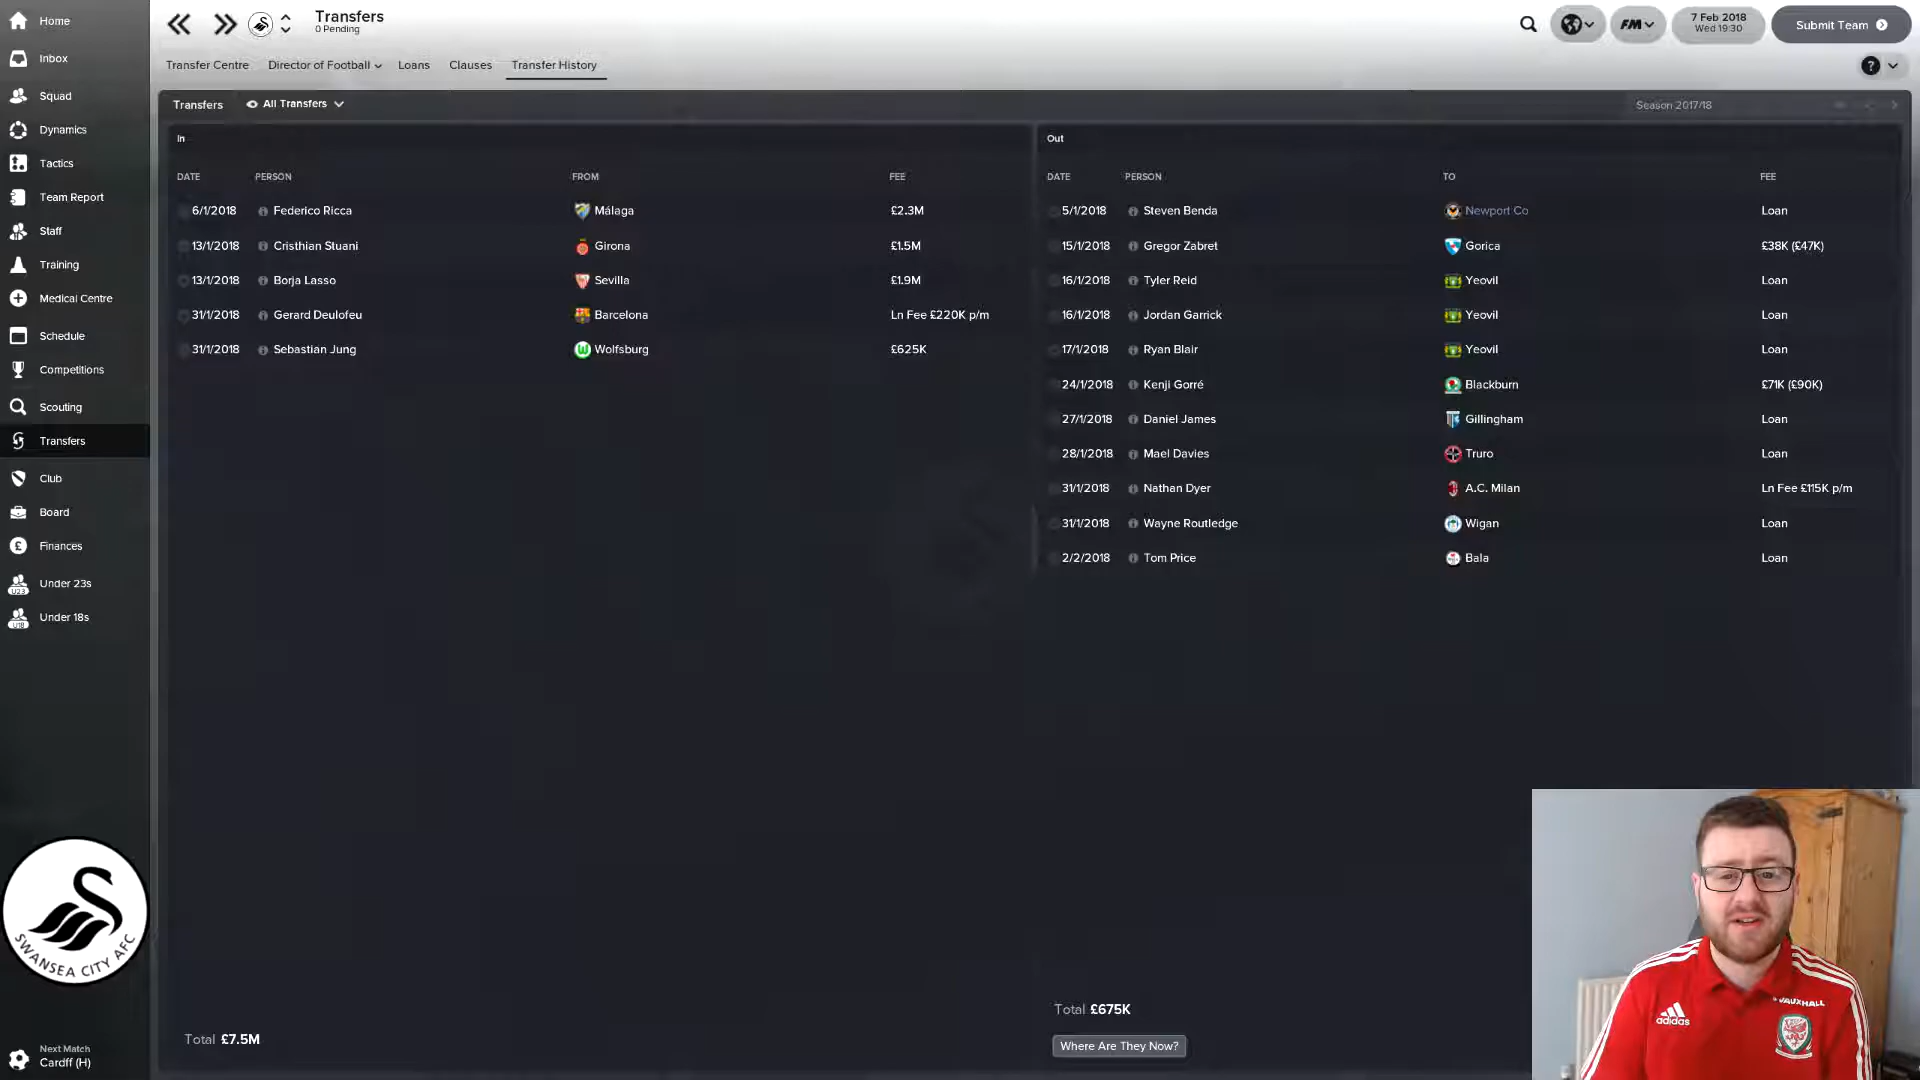 Home
Inbox
Squad
Dynamics
Tactics
Team Report
Staff
Training
Medical Centre
Schedule
Competitions
Scouting
Transfers
Club
Board
Finances
U23
Under 23s
U18
Under 18s
SWANSEA CITY AFC
Next Match
Cardff (H)
Transfers
0 Pending
FM
7 Feb 2018
Wed 19:30
Submit Team
Transfer Centre Director of Football Loans Clauses Transfer History
?
Transfers All Transfers Season 2017/18
In
DATE PERSON FROM FEE
6/1/2018 Federico Ricca Málaga £2.3M
13/1/2018 Cristhian Stuani Girona £1.5M
13/1/2018 Borja Lasso Sevilla £1.9M
31/1/2018 Gerard Deulofeu Barcelona Ln Fee £220K p/m
31/1/2018 Sebastian Jung Wolfsburg £625K
Total £7.5M
Out
DATE PERSON TO FEE
5/1/2018 Steven Benda Newport Co Loan
15/1/2018 Gregor Zabret Gorica £38K (£47K)
16/1/2018 Tyler Reid Yeovil Loan
16/1/2018 Jordan Garrick Yeovil Loan
17/1/2018 Ryan Blair Yeovil Loan
24/1/2018 Kenji Gorré Blackburn £71K (£90K)
27/1/2018 Daniel James Gillingham Loan
28/1/2018 Mael Davies Truro Loan
31/1/2018 Nathan Dyer A.C. Milan Ln Fee £115K p/m
31/1/2018 Wayne Routledge Wigan Loan
2/2/2018 Tom Price Bala Loan
Total £675K
Where Are They Now?
VAUXHALL
adidas